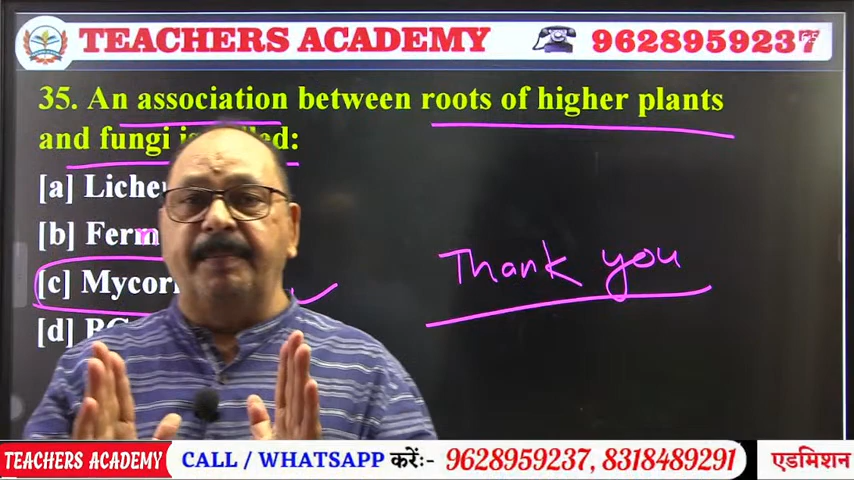 TEACHERS ACADEMY 9628959237
35. An association between roots of higher plants
and fungi
[a]
[b]
[c]
[d]
Thank you
TEACHERS ACADEMY CALL / WHATSAPP करें:- 9628959237, 8318489291 एडमिशन